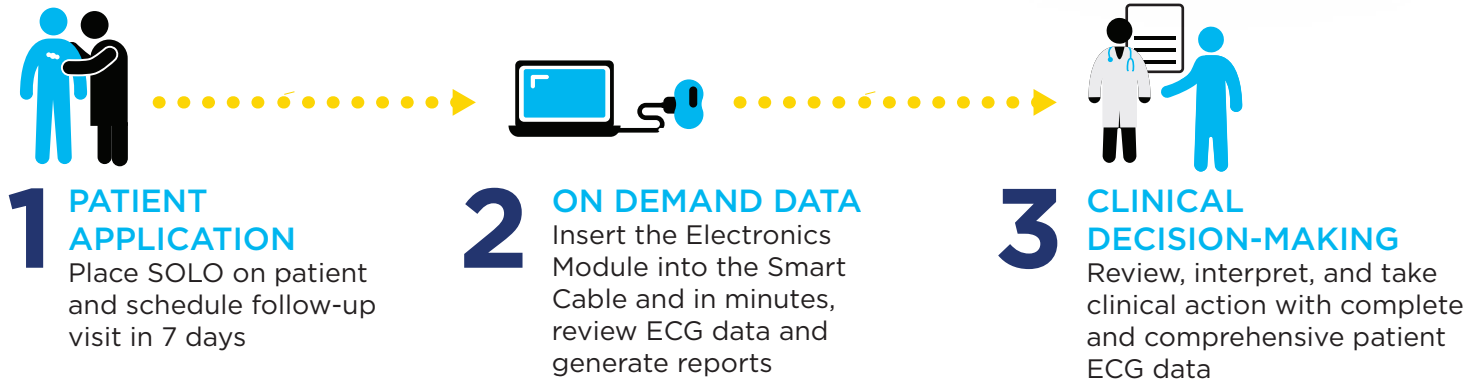 1
PATIENT
APPLICATION
Place SOLO on patient
and schedule follow-up
visit in 7 days
2
ON DEMAND DATA
Insert the Electronics
Module into the Smart
Cable and in minutes,
review ECG data and
generate reports
3
CLINICAL
DECISION-MAKING
Review, interpret, and take
clinical action with complete
and comprehensive patient
ECG data